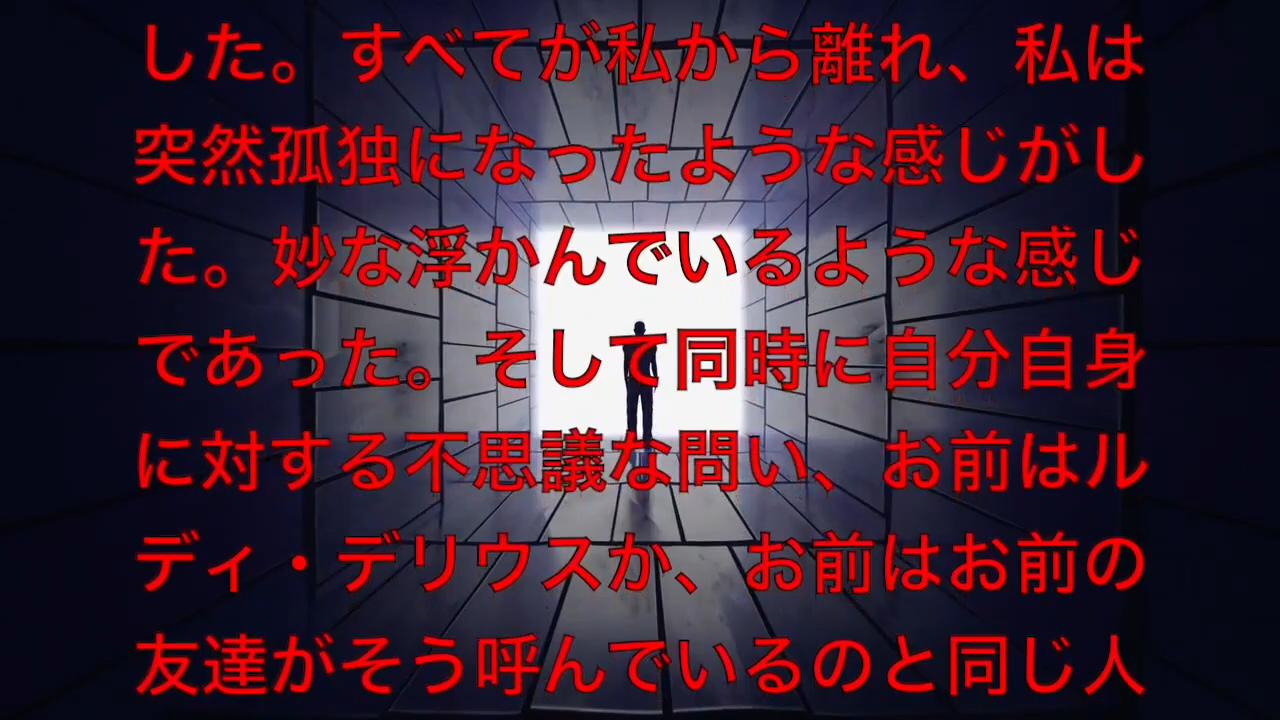 した。すべてが私から離れ、私は
突然孤独になったような感じがし
た。妙な浮かんでいるような感じ
であった。そして同時に自分自身
に対する不思議な問い、お前はル
ディ・デリウスか、お前はお前の
友達がそう呼んでいるのと同じ人